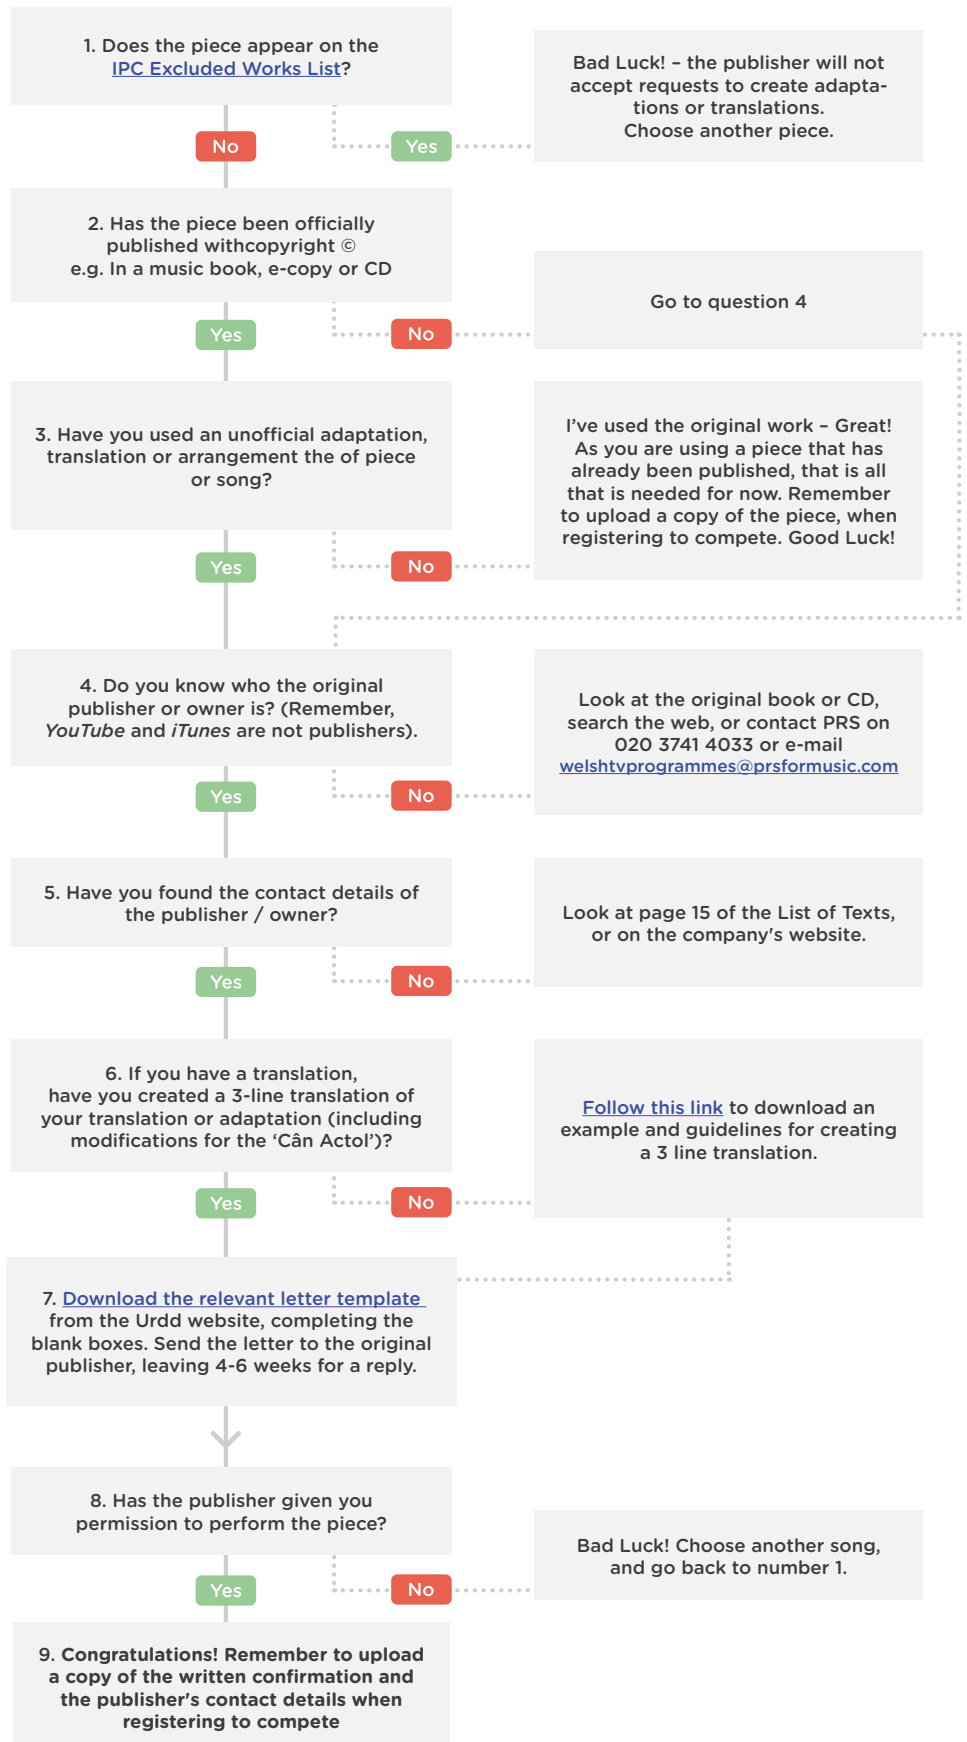 1. Does the piece appear on the
IPC Excluded Works List?
Bad Luck! – the publisher will not
accept requests to create adapta-
tions or translations.
Choose another piece.
No
Yes
2. Has the piece been officially
published withcopyright ©
e.g. In a music book, e-copy or CD
Go to question 4
Yes
No
3. Have you used an unofficial adaptation,
translation or arrangement the of piece
or song?
I’ve used the original work – Great!
As you are using a piece that has
already been published, that is all
that is needed for now. Remember
to upload a copy of the piece, when
registering to compete. Good Luck!
Yes
No
4. Do you know who the original
publisher or owner is? (Remember,
YouTube and iTunes are not publishers).
Look at the original book or CD,
search the web, or contact PRS on
020 3741 4033 or e-mail
welshtvprogrammes@prsformusic.com
Yes
No
5. Have you found the contact details of
the publisher / owner?
Look at page 15 of the List of Texts,
or on the company's website.
Yes
No
6. If you have a translation,
have you created a 3-line translation of
your translation or adaptation (including
modifications for the ‘Cân Actol’)?
Follow this link to download an
example and guidelines for creating
a 3 line translation.
Yes
No
7. Download the relevant letter template
from the Urdd website, completing the
blank boxes. Send the letter to the original
publisher, leaving 4-6 weeks for a reply.
8. Has the publisher given you
permission to perform the piece?
Bad Luck! Choose another song,
and go back to number 1.
Yes
No
9. Congratulations! Remember to upload
a copy of the written confirmation and
the publisher's contact details when
registering to compete